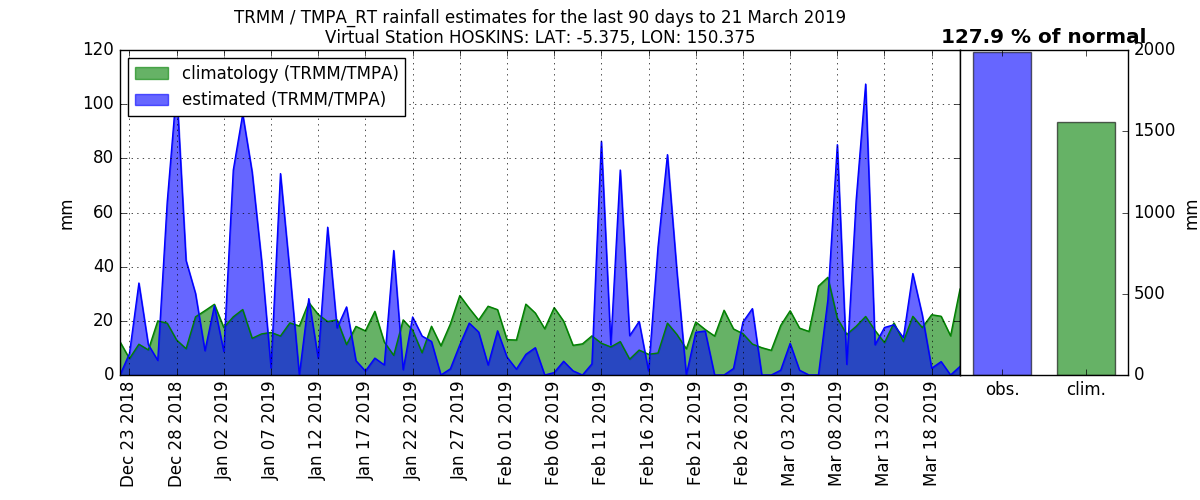 TRMM / TMPA_RT rainfall estimates for the last 90 days to 21 March 2019
Virtual Station HOSKINS: LAT: -5.375, LON: 150.375
127.9 % of normal
climatology (TRMM/TMPA)
estimated (TRMM/TMPA)
mm
120
100
80
60
40
20
0
Dec 23 2018
Dec 28 2018
Jan 02 2019
Jan 07 2019
Jan 12 2019
Jan 17 2019
Jan 22 2019
Jan 27 2019
Feb 01 2019
Feb 06 2019
Feb 11 2019
Feb 16 2019
Feb 21 2019
Feb 26 2019
Mar 03 2019
Mar 08 2019
Mar 13 2019
Mar 18 2019
obs.
clim.
2000
1500
1000
500
0
mm